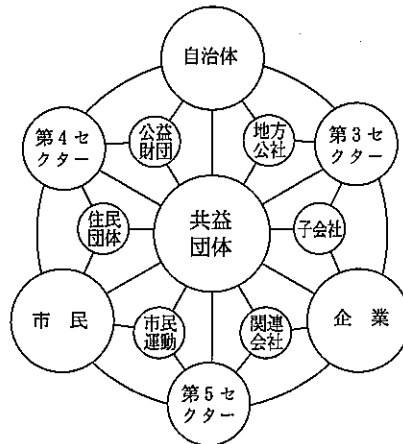 自治体
第4セ
クター
公益
財団
地方
公社
第3セ
クター
住民
団体
共益
団体
子会社
市 民
市民
運動
関連
会社
企 業
第5セ
クター